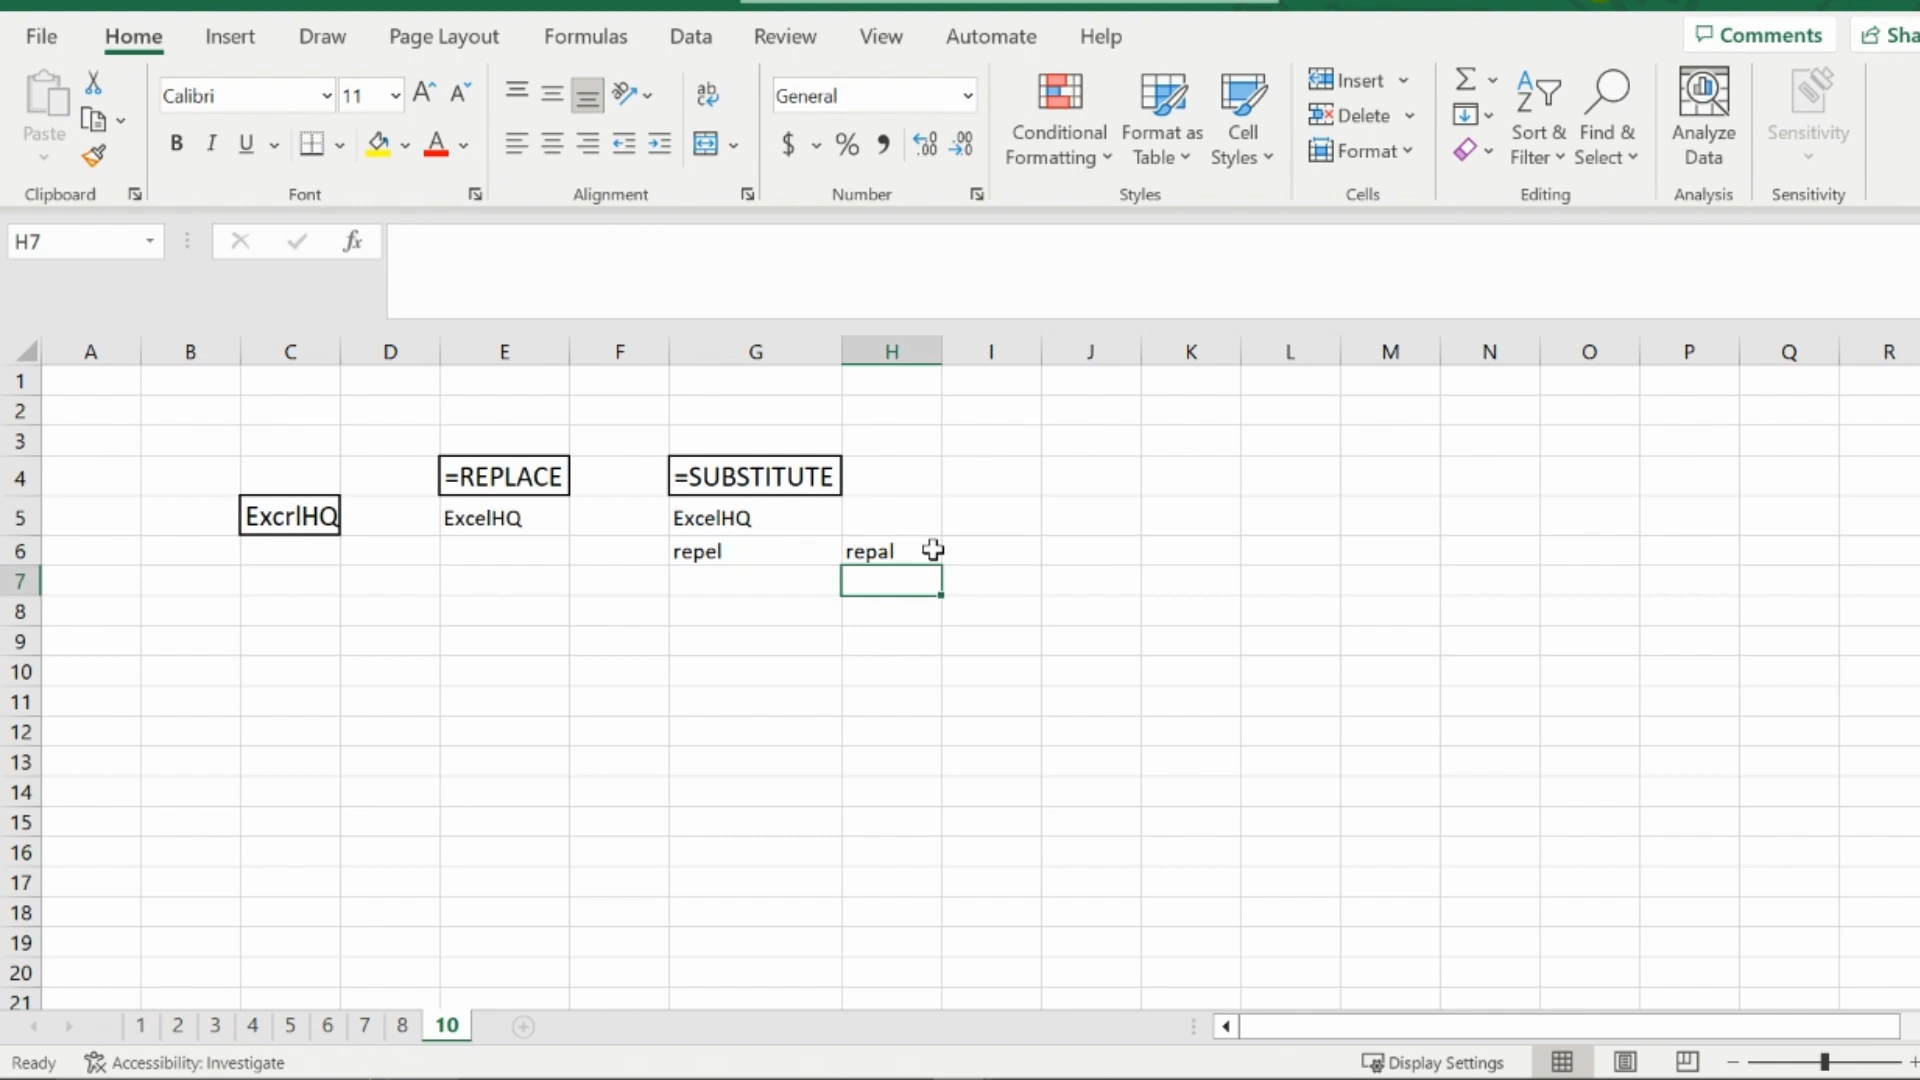 File Home Insert Draw Page Layout Formulas Data Review View Automate Help Comments Sha
Calibri 11 General
Paste
B I U A $ % Conditional Formatting Format as Table Cell Styles
Insert
Delete
Format
Sort & Filter
Find & Select
Analyze Data
Sensitivity
Clipboard Font Alignment Number Styles Cells Editing Analysis Sensitivity
H7 fx
A B C D E F G H I J K L M N O P Q R
1
2
3
4 =REPLACE =SUBSTITUTE
5 ExcrlHQ ExcelHQ ExcelHQ
6 repel repal
7
8
9
10
11
12
13
14
15
16
17
18
19
20
21
1 2 3 4 5 6 7 8 10
Ready Accessibility: Investigate Display Settings